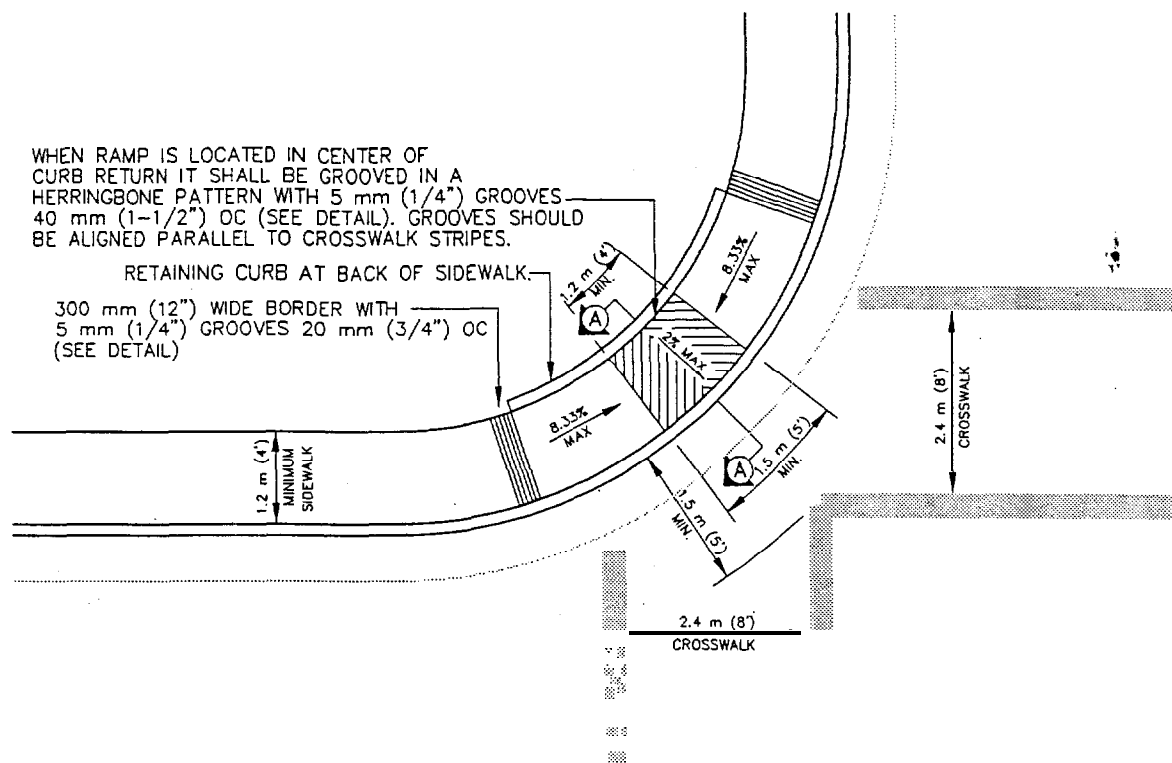 WHEN RAMP IS LOCATED IN CENTER OF
CURB RETURN IT SHALL BE GROOVED IN A
HERRINGBONE PATTERN WITH 5 mm (1/4") GROOVES
40 mm (1-1/2") OC (SEE DETAIL). GROOVES SHOULD
BE ALIGNED PARALLEL TO CROSSWALK STRIPES.
RETAINING CURB AT BACK OF SIDEWALK
300 mm (12") WIDE BORDER WITH
5 mm (1/4") GROOVES 20 mm (3/4") OC
(SEE DETAIL)
1.2 m (4')
MIN.
A
8.33%
MAX
2% MAX
8.33%
MAX
A
1.5 m (5')
MIN.
1.5 m (5')
MIN.
1.2 m (4')
MINIMUM
SIDEWALK
2.4 m (8')
CROSSWALK
2.4 m (8')
CROSSWALK